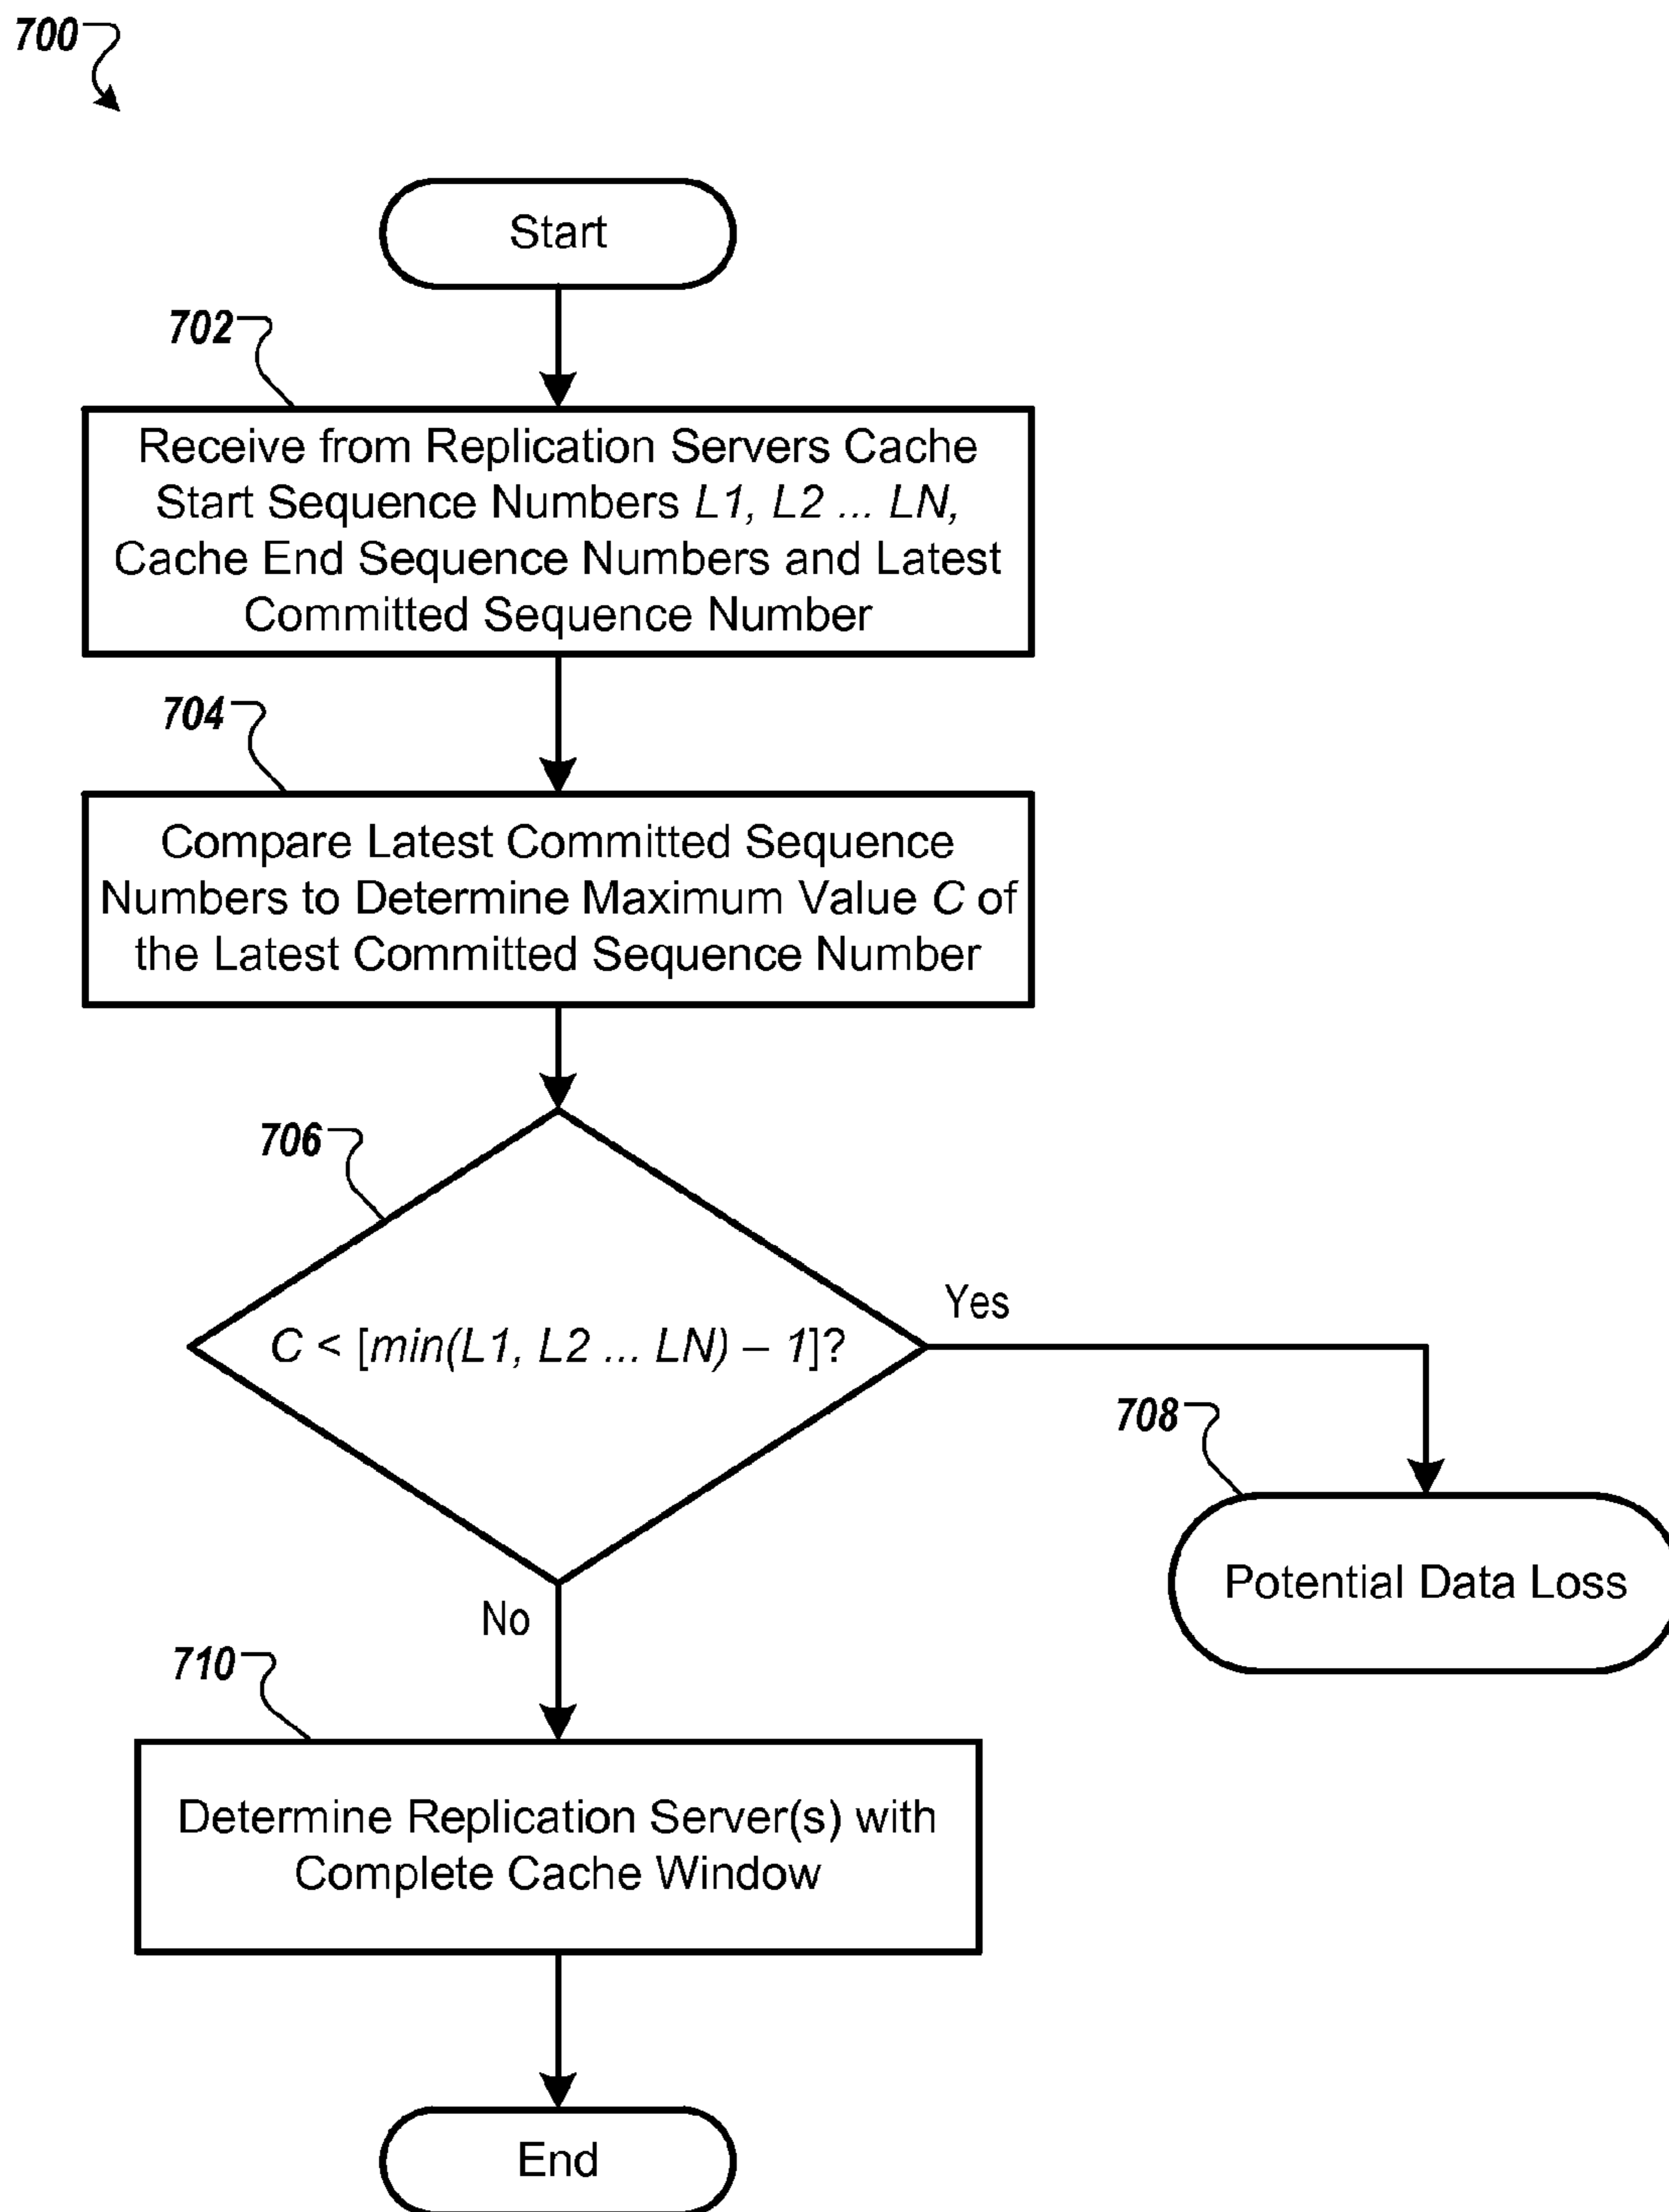 700
Start
702
Receive from Replication Servers Cache
Start Sequence Numbers L1, L2 ... LN,
Cache End Sequence Numbers and Latest
Committed Sequence Number
704
Compare Latest Committed Sequence
Numbers to Determine Maximum Value C of
the Latest Committed Sequence Number
706
C < [min(L1, L2 ... LN) – 1]?
Yes
708
Potential Data Loss
No
710
Determine Replication Server(s) with
Complete Cache Window
End